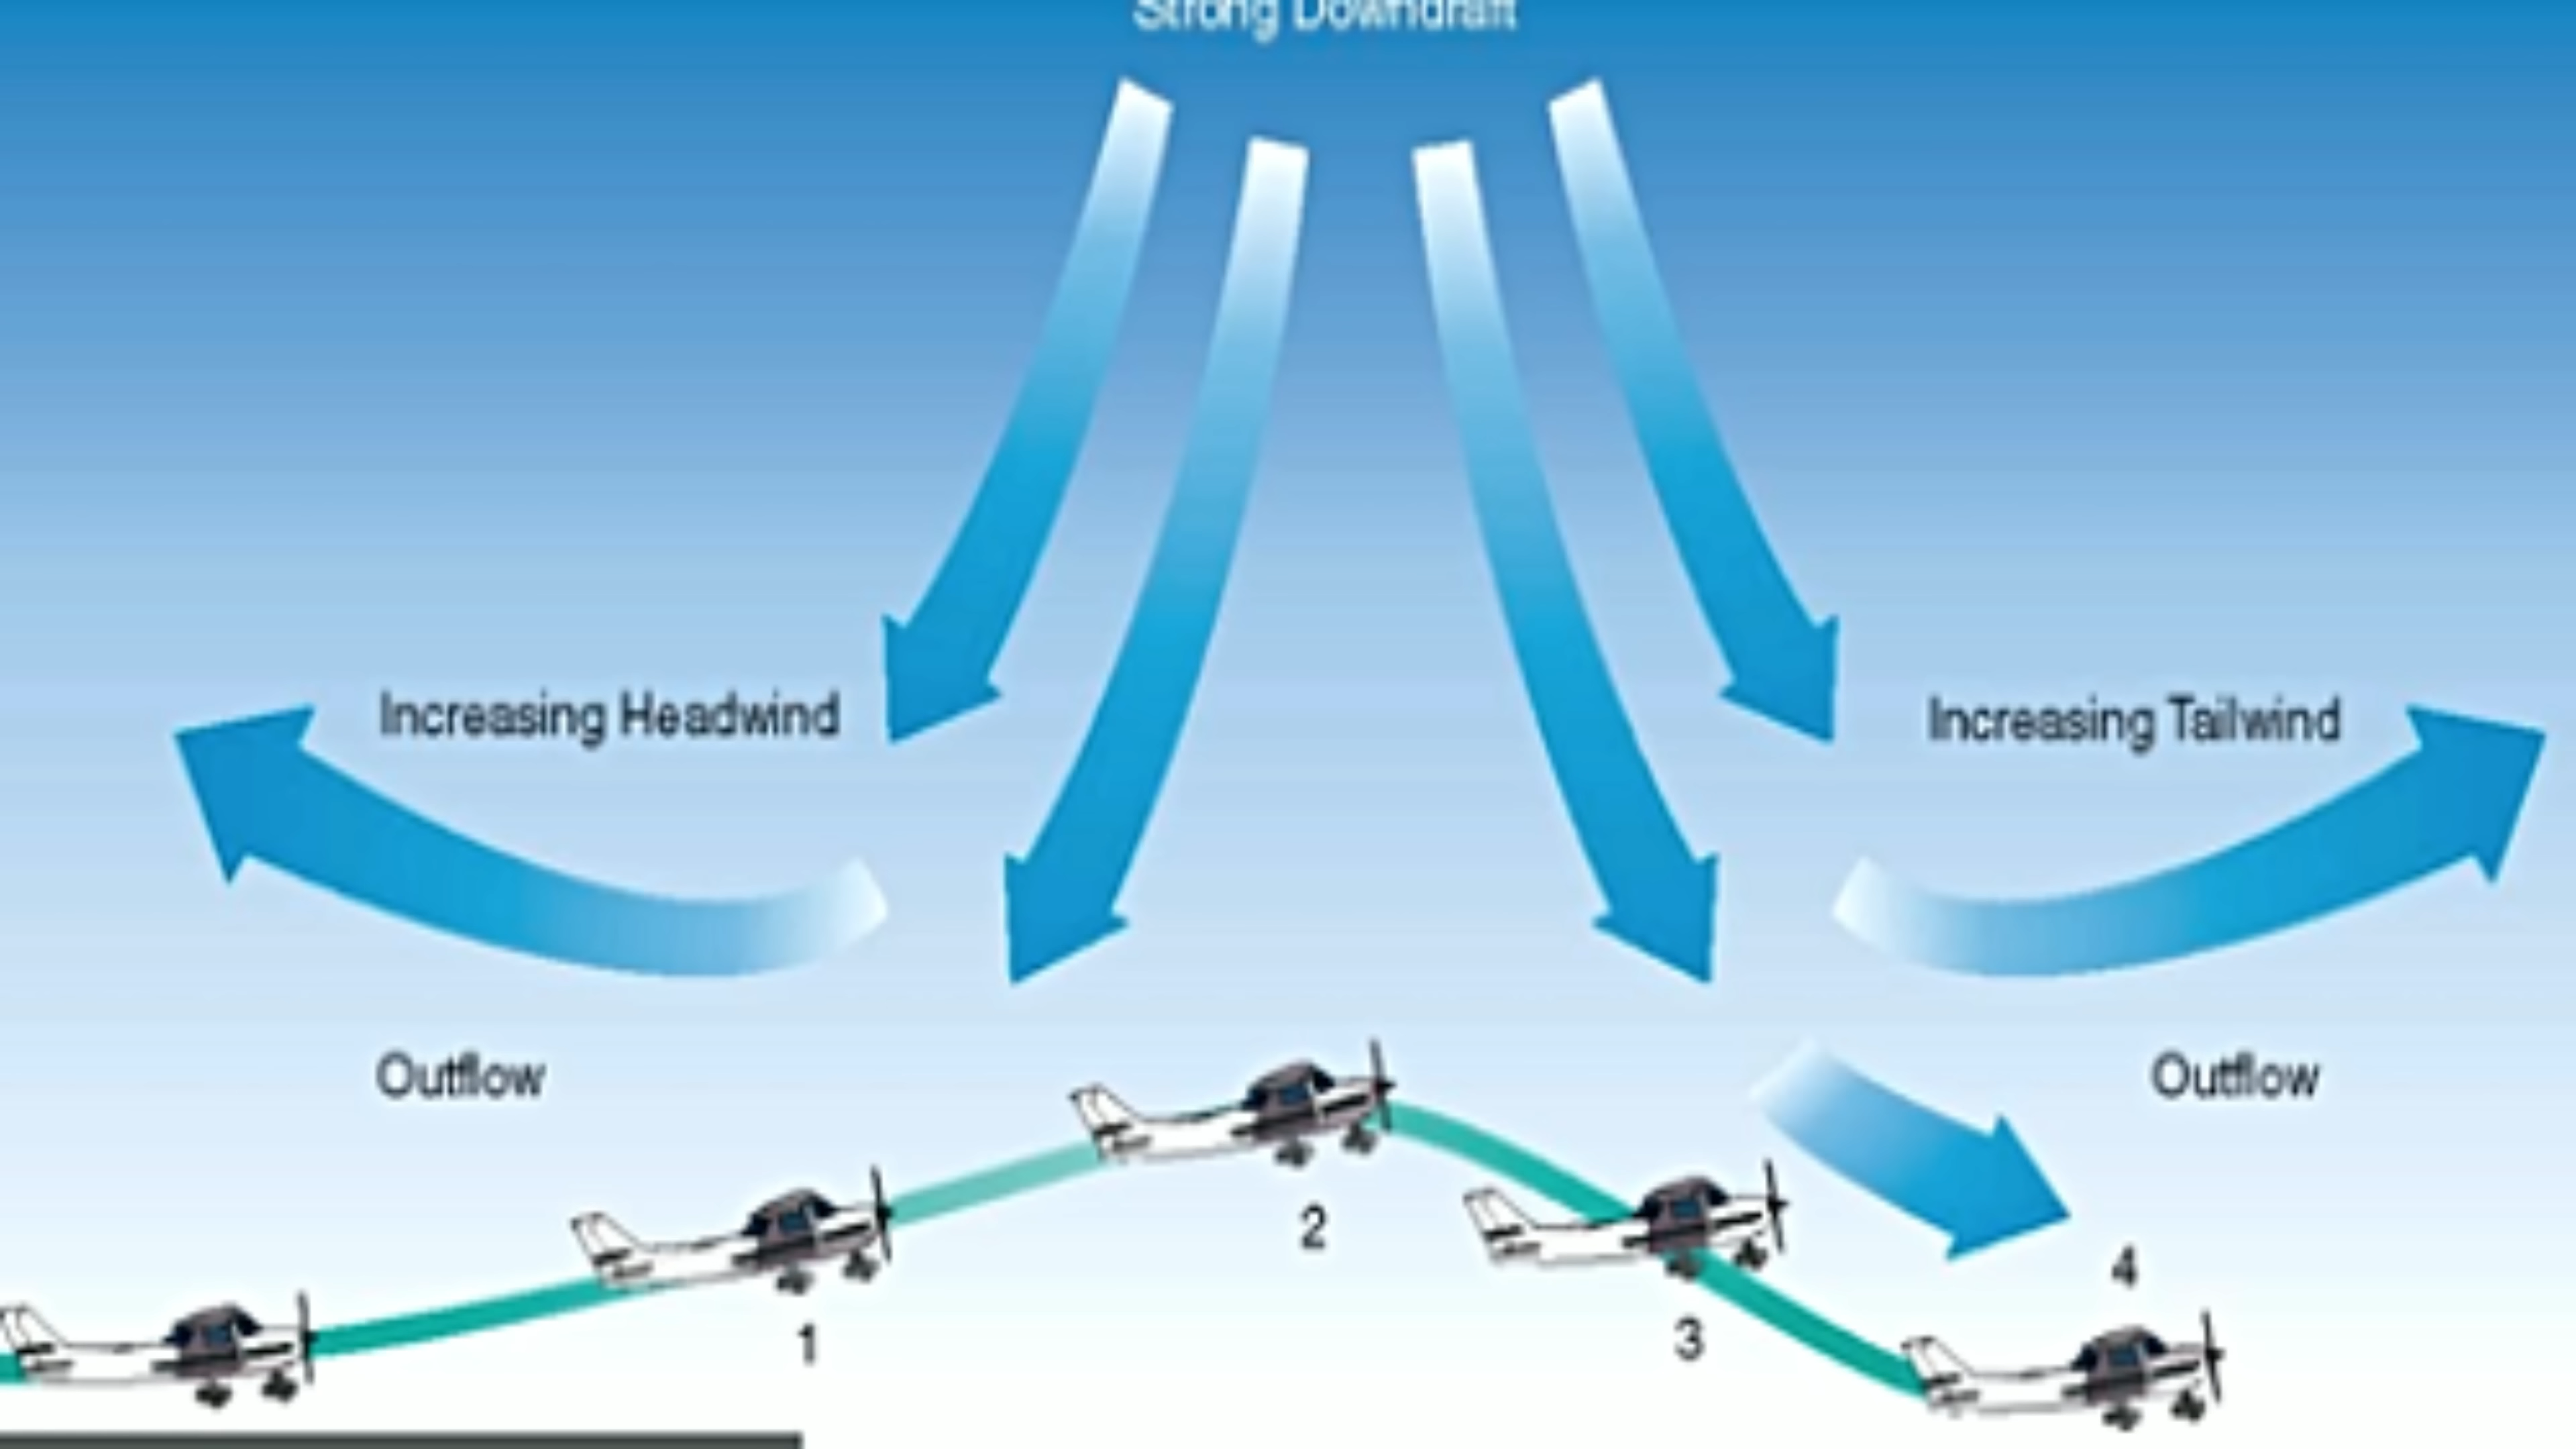 Strong Downdraft
Increasing Headwind
Increasing Tailwind
Outflow
Outflow
1
2
3
4